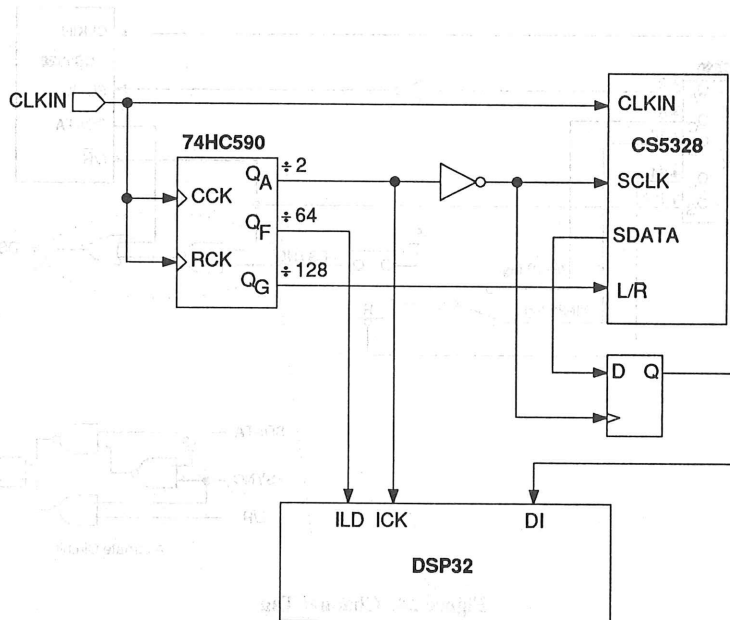 CLKIN
74HC590
CCK
RCK
QA
÷2
QF
÷64
QG
÷128
CLKIN
CS5328
SCLK
SDATA
L/R
D Q
ILD ICK DI
DSP32